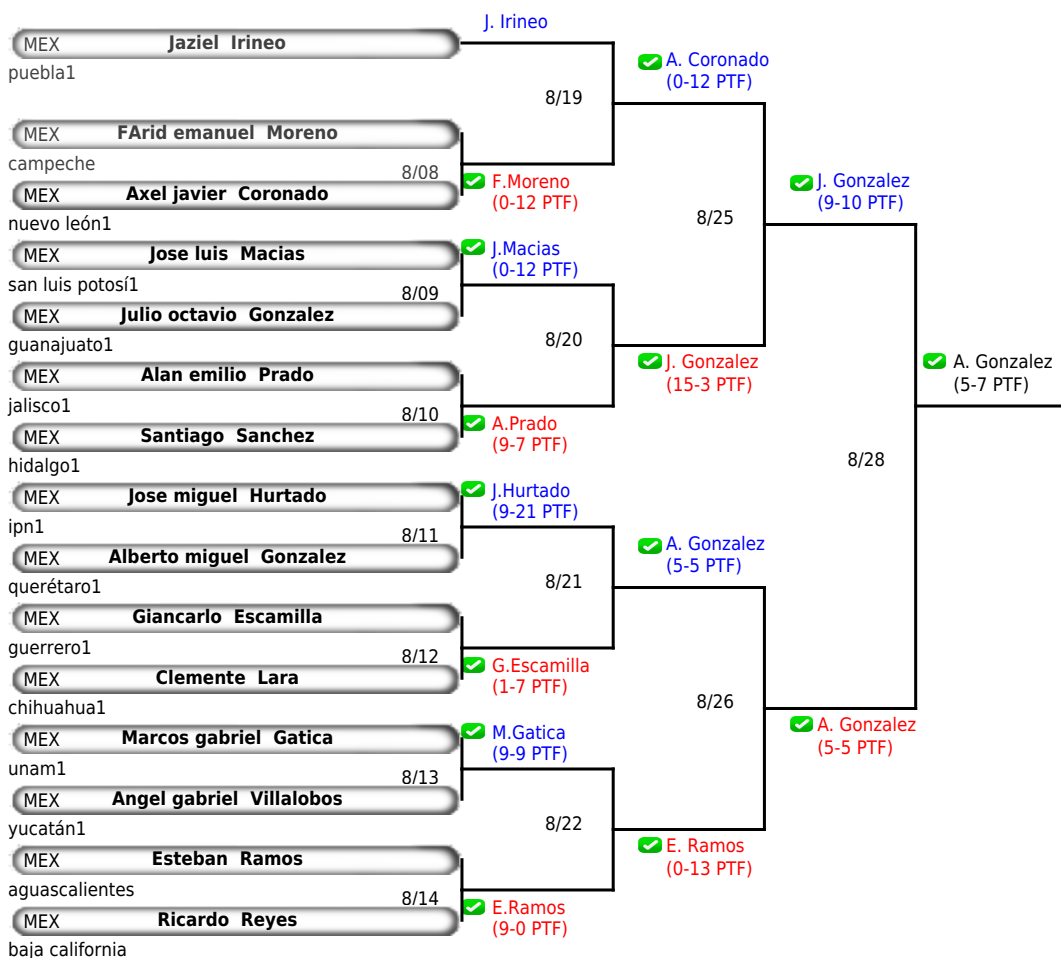 J. Irineo
MEX Jaziel Irineo
puebla1
A. Coronado
(0-12 PTF)
8/19
MEX FArid emanuel Moreno
campeche
8/08
MEX Axel javier Coronado
nuevo león1
F.Moreno
(0-12 PTF)
J. Gonzalez
(9-10 PTF)
8/25
MEX Jose luis Macias
san luis potosí1
J.Macias
(0-12 PTF)
8/09
MEX Julio octavio Gonzalez
guanajuato1
8/20
J. Gonzalez
(15-3 PTF)
A. Gonzalez
(5-7 PTF)
MEX Alan emilio Prado
jalisco1
8/10
MEX Santiago Sanchez
hidalgo1
A.Prado
(9-7 PTF)
8/28
MEX Jose miguel Hurtado
ipn1
J.Hurtado
(9-21 PTF)
8/11
MEX Alberto miguel Gonzalez
querétaro1
A. Gonzalez
(5-5 PTF)
8/21
MEX Giancarlo Escamilla
guerrero1
8/12
MEX Clemente Lara
chihuahua1
G.Escamilla
(1-7 PTF)
8/26
MEX Marcos gabriel Gatica
unam1
M.Gatica
(9-9 PTF)
A. Gonzalez
(5-5 PTF)
8/13
MEX Angel gabriel Villalobos
yucatán1
8/22
E. Ramos
(0-13 PTF)
MEX Esteban Ramos
aguascalientes
8/14
MEX Ricardo Reyes
baja california
E.Ramos
(9-0 PTF)